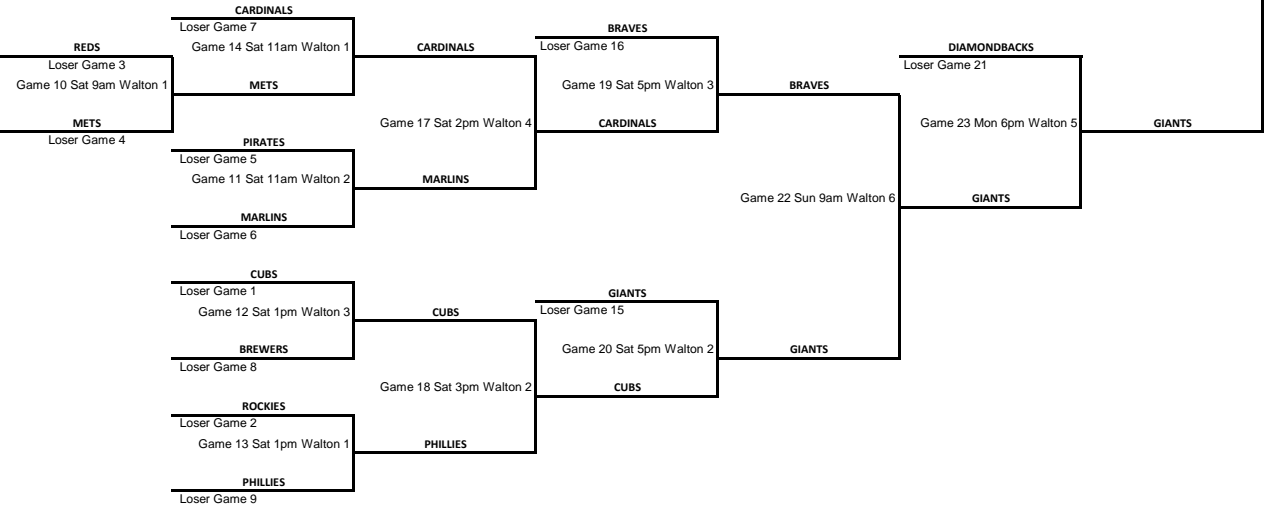 CARDINALS
Loser Game 7
BRAVES
REDS
Game 14 Sat 11am Walton 1
CARDINALS
Loser Game 16
DIAMONDBACKS
Loser Game 3
Loser Game 21
Game 10 Sat 9am Walton 1
METS
Game 19 Sat 5pm Walton 3
BRAVES
METS
Game 17 Sat 2pm Walton 4
CARDINALS
Game 23 Mon 6pm Walton 5
GIANTS
Loser Game 4
PIRATES
Loser Game 5
Game 11 Sat 11am Walton 2
MARLINS
Game 22 Sun 9am Walton 6
GIANTS
MARLINS
Loser Game 6
CUBS
Loser Game 1
GIANTS
Game 12 Sat 1pm Walton 3
CUBS
Loser Game 15
BREWERS
Game 20 Sat 5pm Walton 2
GIANTS
Loser Game 8
Game 18 Sat 3pm Walton 2
CUBS
ROCKIES
Loser Game 2
Game 13 Sat 1pm Walton 1
PHILLIES
PHILLIES
Loser Game 9